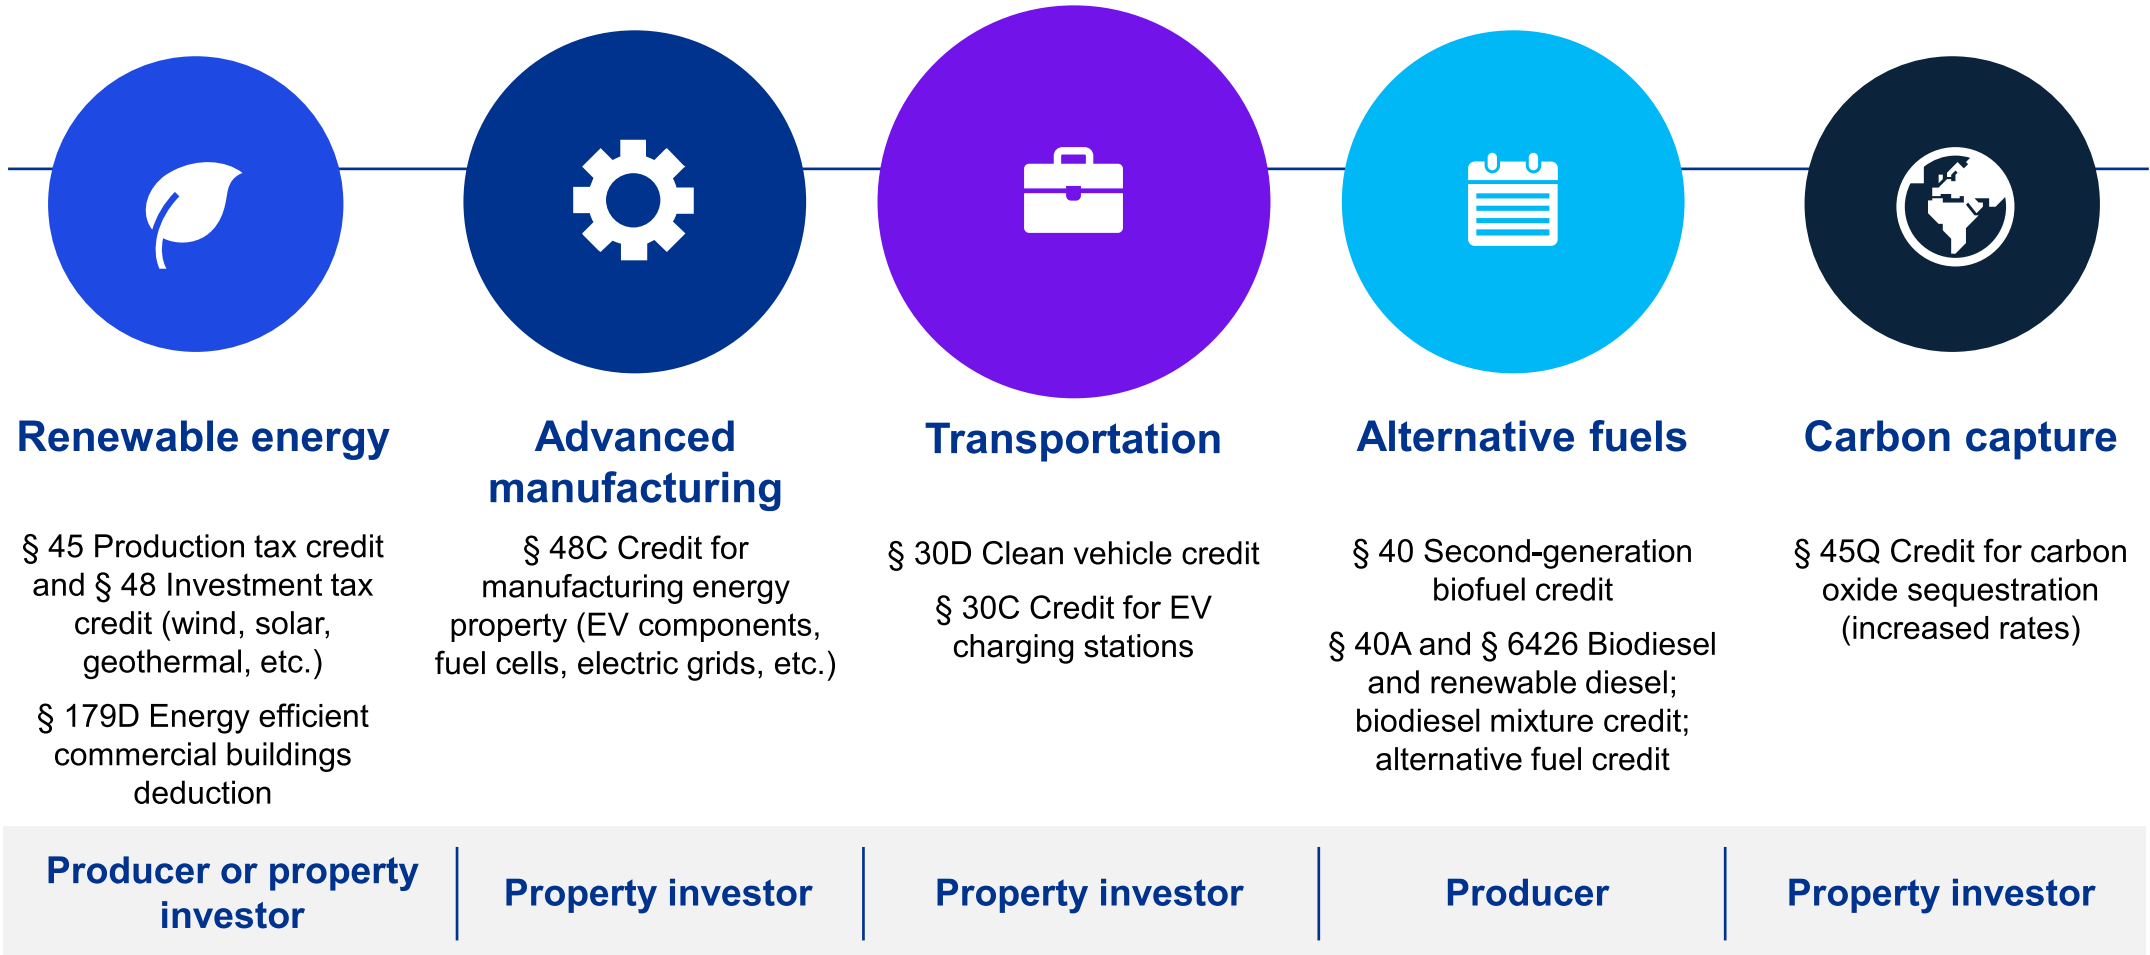 Renewable energy
§ 45 Production tax credit
and § 48 Investment tax
credit (wind, solar,
geothermal, etc.)
§ 179D Energy efficient
commercial buildings
deduction
Producer or property
investor
Advanced
manufacturing
§ 48C Credit for
manufacturing energy
property (EV components,
fuel cells, electric grids, etc.)
Property investor
Transportation
§ 30D Clean vehicle credit
§ 30C Credit for EV
charging stations
Property investor
Alternative fuels
§ 40 Second-generation
biofuel credit
§ 40A and § 6426 Biodiesel
and renewable diesel;
biodiesel mixture credit;
alternative fuel credit
Producer
Carbon capture
§ 45Q Credit for carbon
oxide sequestration
(increased rates)
Property investor